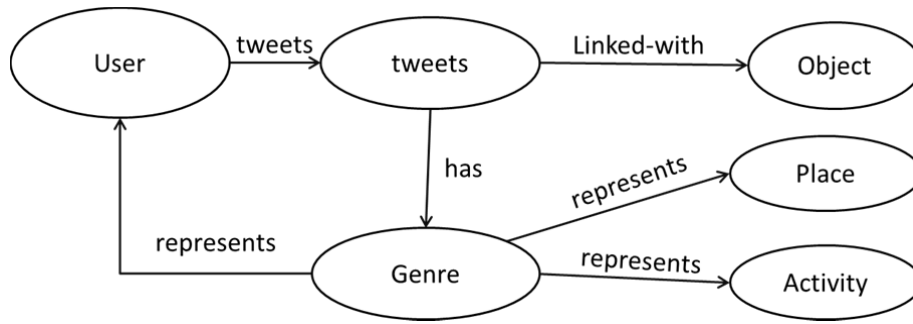 User
tweets
tweets
Linked-with
Object
has
represents
Place
represents
Genre
represents
Activity